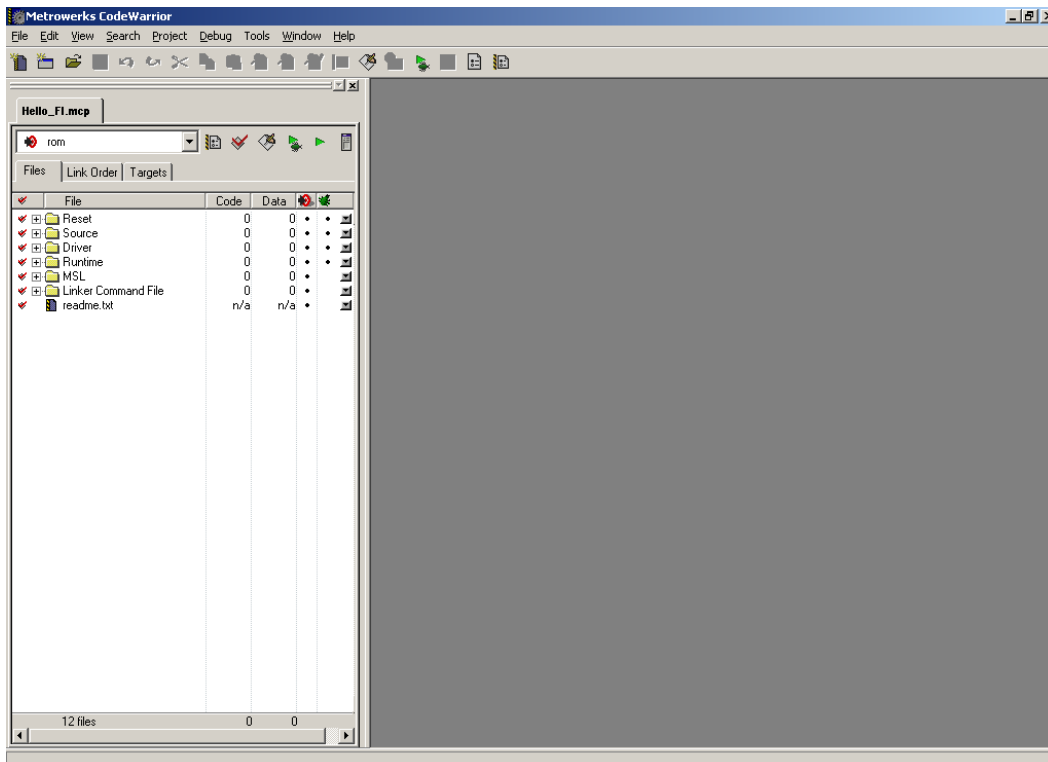 Metrowerks CodeWarrior
File Edit View Search Project Debug Tools Window Help
Hello_FI.mcp
rom
Files Link Order Targets
File Code Data
Reset 0 0
Source 0 0
Driver 0 0
Runtime 0 0
MSL 0 0
Linker Command File 0 0
readme.txt n/a n/a
12 files 0 0